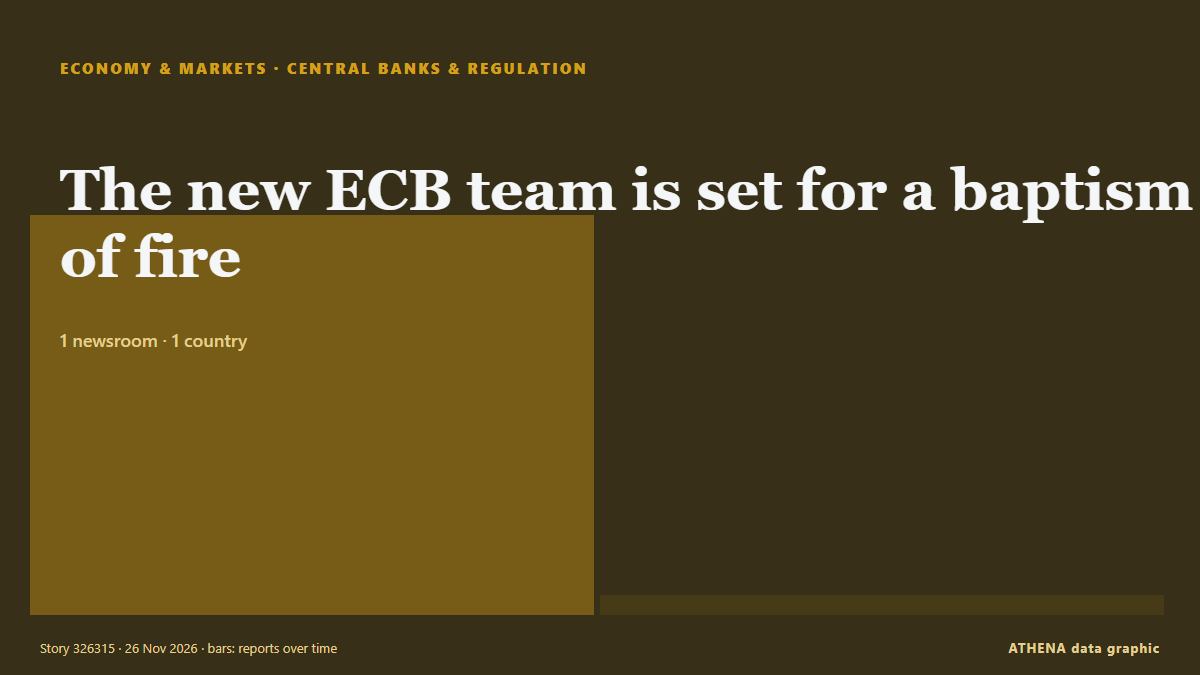 ECONOMY & MARKETS · CENTRAL BANKS & REGULATION
The new ECB team is set for a baptism
of fire
1 newsroom · 1 country
Story 326315 · 26 Nov 2026 · bars: reports over time
ATHENA data graphic